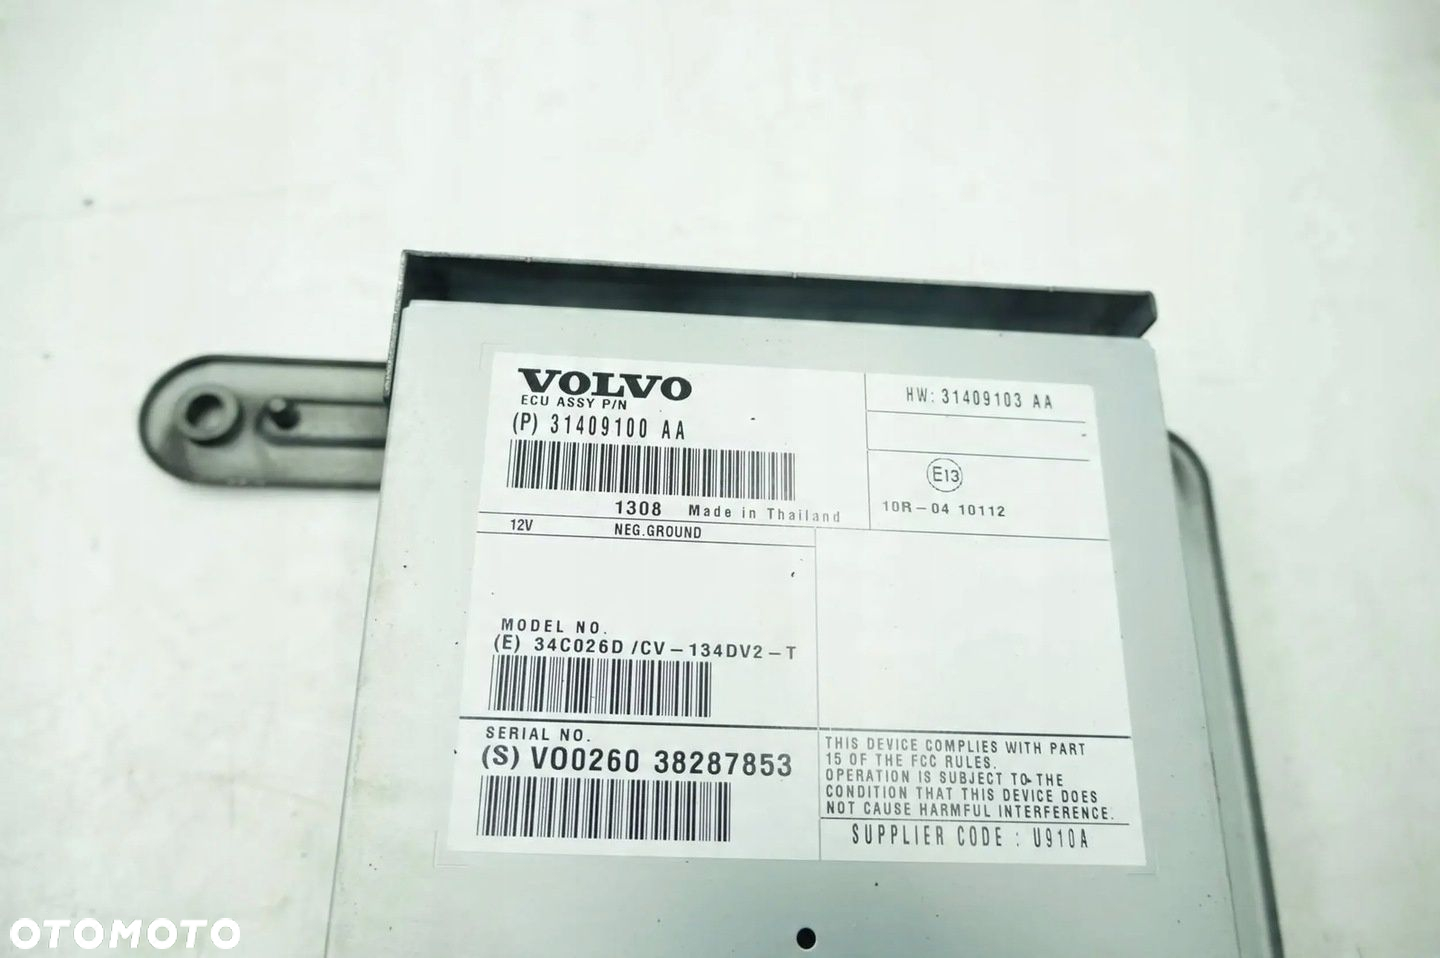 VOLVO
ECU ASSY P/N
(P) 31409100 AA
1308 Made in Thailand
HW: 31409103 AA
E13
10R-04 10112
12V NEG.GROUND
MODEL NO.
(E) 34C026D /CV-134DV2-T
SERIAL NO.
(S) VO0260 38287853
THIS DEVICE COMPLIES WITH PART
15 OF THE FCC RULES.
OPERATION IS SUBJECT TO THE
CONDITION THAT THIS DEVICE DOES
NOT CAUSE HARMFUL INTERFERENCE.
SUPPLIER CODE : U910A
OTOMOTO